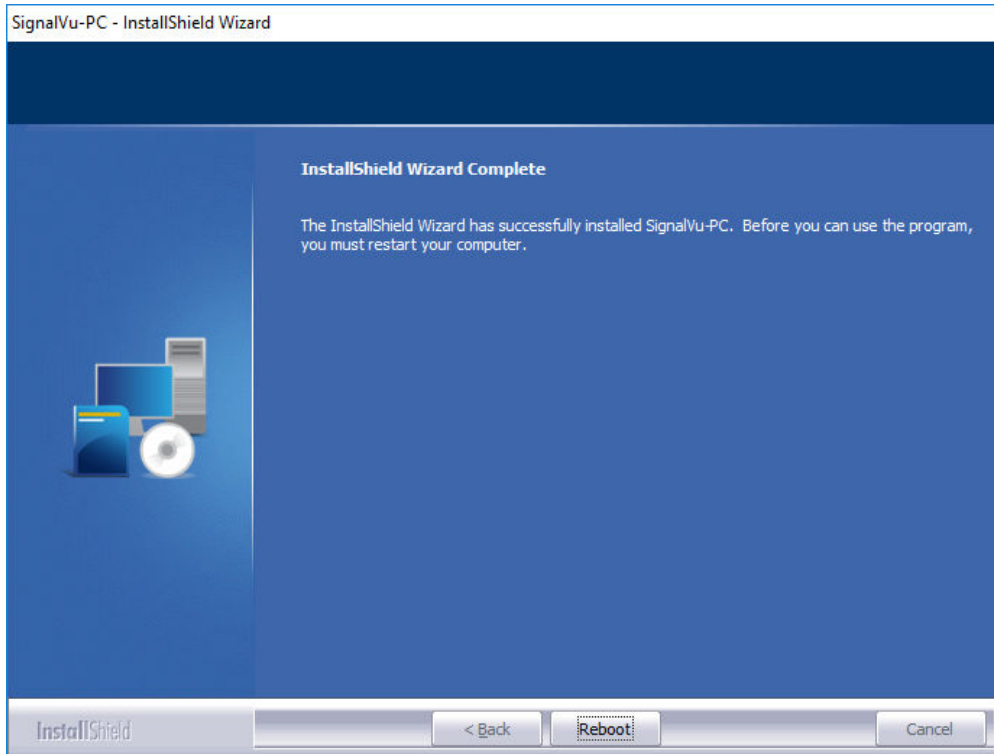 SignalVu-PC - InstallShield Wizard
InstallShield Wizard Complete
The InstallShield Wizard has successfully installed SignalVu-PC. Before you can use the program,
you must restart your computer.
InstallShield
< Back
Reboot
Cancel